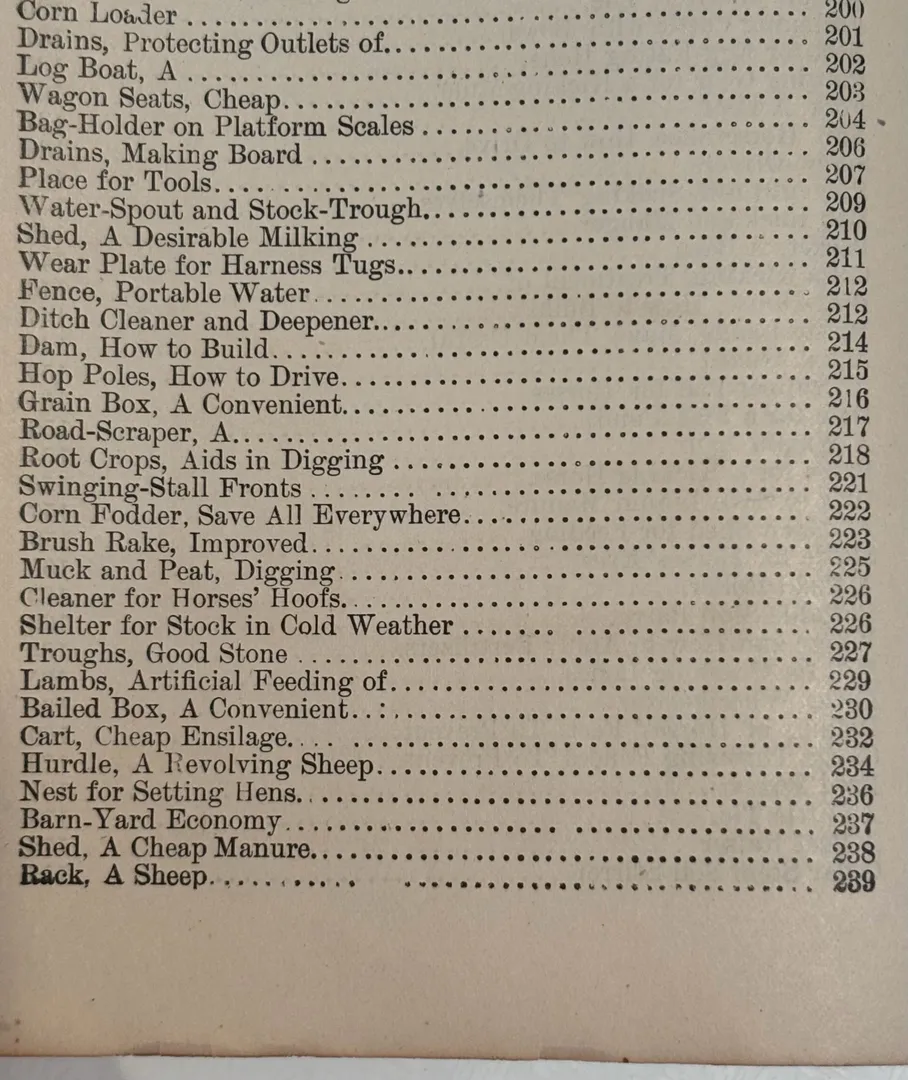 Corn Loader ........................................ 200
Drains, Protecting Outlets of........................ 201
Log Boat, A ........................................ 202
Wagon Seats, Cheap.................................. 203
Bag-Holder on Platform Scales ....................... 204
Drains, Making Board ................................ 206
Place for Tools..................................... 207
Water-Spout and Stock-Trough......................... 209
Shed, A Desirable Milking ........................... 210
Wear Plate for Harness Tugs.......................... 211
Fence, Portable Water............................... 212
Ditch Cleaner and Deepener........................... 212
Dam, How to Build................................... 214
Hop Poles, How to Drive.............................. 215
Grain Box, A Convenient.............................. 216
Road-Scraper, A..................................... 217
Root Crops, Aids in Digging ......................... 218
Swinging-Stall Fronts ............................... 221
Corn Fodder, Save All Everywhere..................... 222
Brush Rake, Improved................................ 223
Muck and Peat, Digging............................... 225
Cleaner for Horses’ Hoofs............................ 226
Shelter for Stock in Cold Weather ................... 226
Troughs, Good Stone ................................. 227
Lambs, Artificial Feeding of......................... 229
Bailed Box, A Convenient............................. 230
Cart, Cheap Ensilage................................ 232
Hurdle, A Revolving Sheep............................ 234
Nest for Setting Hens............................... 236
Barn-Yard Economy................................... 237
Shed, A Cheap Manure................................ 238
Rack, A Sheep....................................... 239